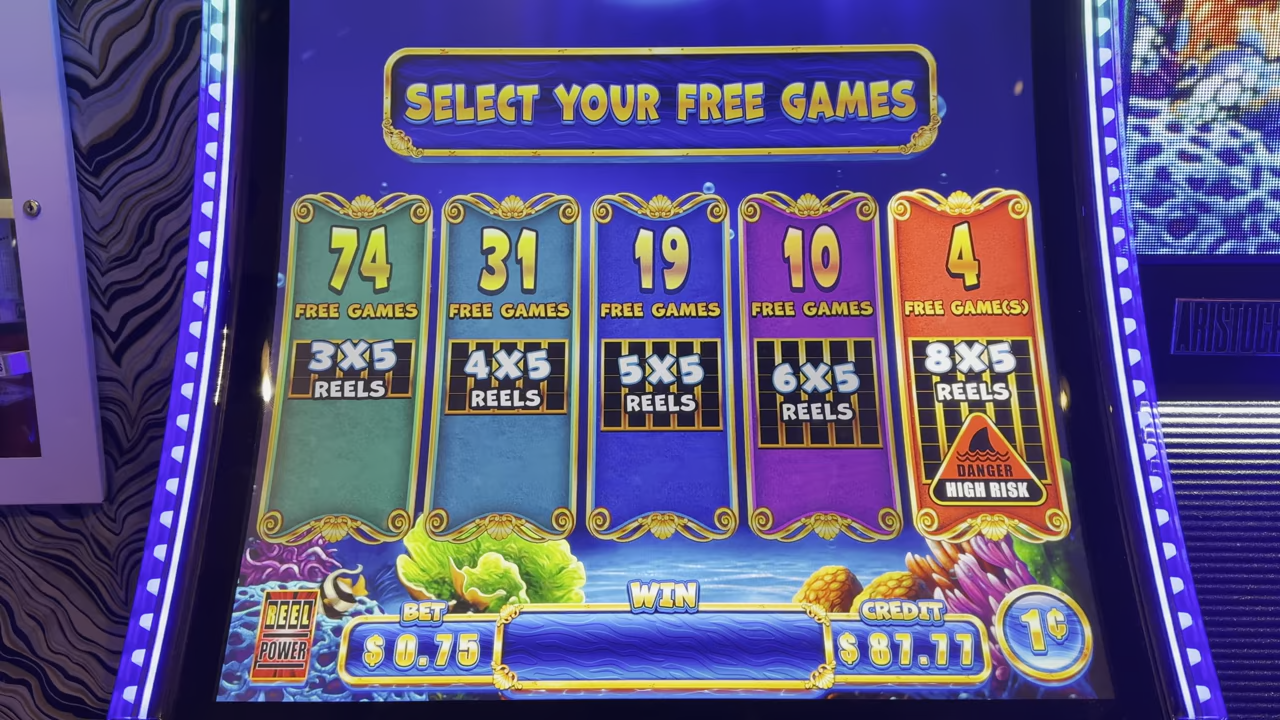 SELECT YOUR FREE GAMES
74
FREE GAMES
3X5
REELS
31
FREE GAMES
4X5
REELS
19
FREE GAMES
5X5
REELS
10
FREE GAMES
6X5
REELS
4
FREE GAME(S)
8X5
REELS
DANGER
HIGH RISK
REEL
POWER
BET
$0.75
WIN
CREDIT
$87.77
1¢